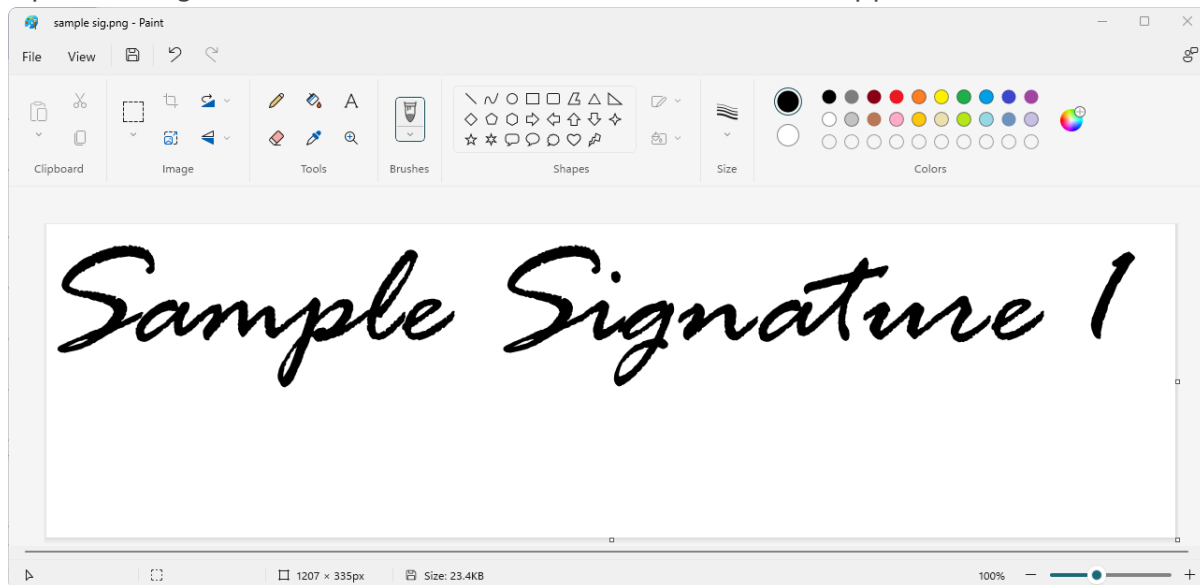 sample sig.png - Paint
File View
Clipboard Image Tools Brushes Shapes Size Colors
Sample Signature 1
1207 × 335px Size: 23.4KB 100%